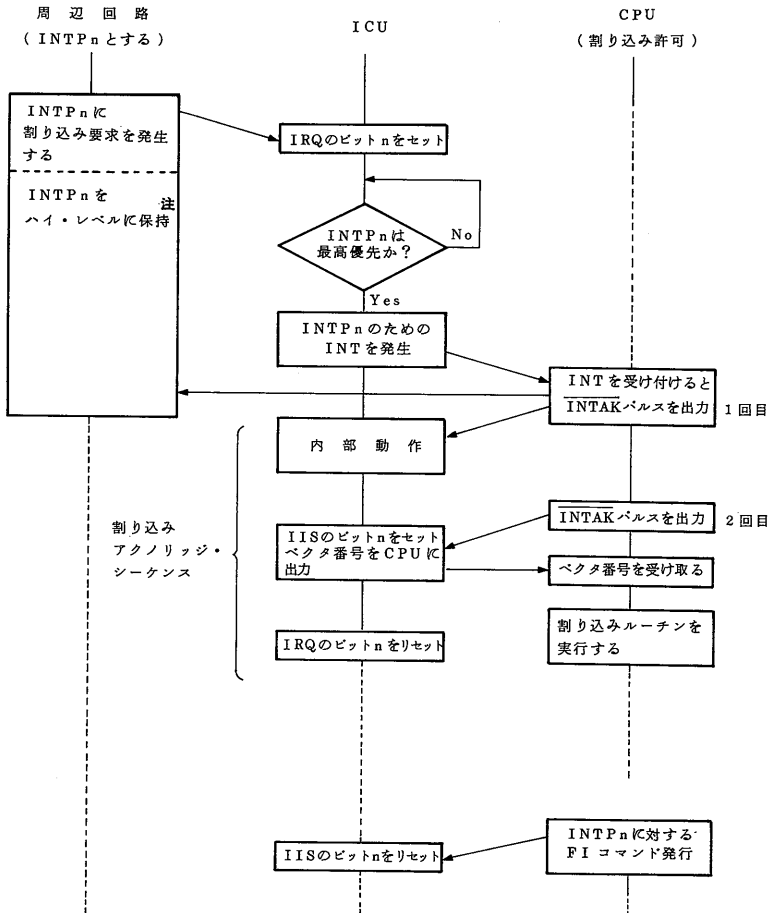 周辺回路
(INTPnとする)
ICU
CPU
(割り込み許可)
INTPnに
割り込み要求を発生
する
IRQのビットnをセット
INTPnを 注
ハイ・レベルに保持
INTPnは
最高優先か?
No
Yes
INTPnのための
INTを発生
INTを受け付けると
INTAKパルスを出力
1回目
内部動作
割り込み
アクノリッジ・
シーケンス
INTAKパルスを出力
2回目
IISのビットnをセット
ベクタ番号をCPUに
出力
ベクタ番号を受け取る
割り込みルーチンを
実行する
IRQのビットnをリセット
INTPnに対する
FIコマンド発行
IISのビットnをリセット